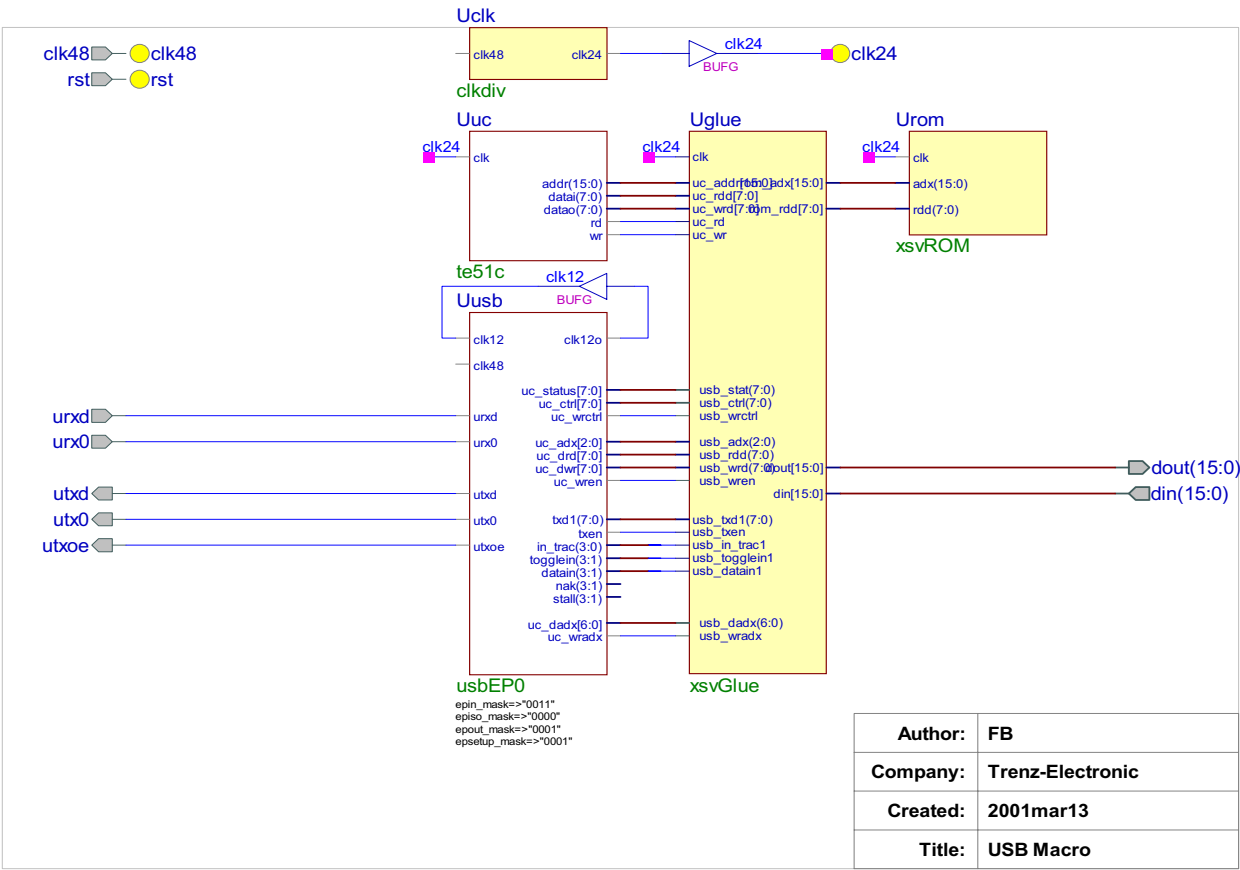 Uclk
clk48 clk48
clk48 clk24
clk24
BUFG
clk24
rst rst
clkdiv
Uuc
Uglue
Urom
clk24
clk
clk24
clk
clk24
clk
addr(15:0)
datai(7:0)
datao(7:0)
rd
wr
uc_addr[15:0]
rom_adx[15:0]
uc_rdd[7:0]
uc_wrd[7:0]
rom_rdd[7:0]
uc_rd
uc_wr
adx(15:0)
rdd(7:0)
xsvROM
te51c
clk12
BUFG
Uusb
clk12
clk12o
clk48
uc_status[7:0]
uc_ctrl[7:0]
uc_wrctrl
usb_stat(7:0)
usb_ctrl(7:0)
usb_wrctrl
urxd
urxd
urx0
urx0
uc_adx[2:0]
uc_drd[7:0]
uc_dwr[7:0]
uc_wren
usb_adx(2:0)
usb_rdd(7:0)
usb_wrd(7:0)
usb_wren
dout[15:0]
dout(15:0)
din[15:0]
din(15:0)
utxd
utxd
utx0
utx0
utxoe
utxoe
txd1(7:0)
txen
in_trac(3:0)
togglein(3:1)
datain(3:1)
nak(3:1)
stall(3:1)
usb_txd1(7:0)
usb_txen
usb_in_trac1
usb_togglein1
usb_datain1
uc_dadx[6:0]
uc_wradx
usb_dadx(6:0)
usb_wradx
usbEP0
xsvGlue
epin_mask=>"0011"
episo_mask=>"0000"
epout_mask=>"0001"
epsetup_mask=>"0001"
Author: FB
Company: Trenz-Electronic
Created: 2001mar13
Title: USB Macro